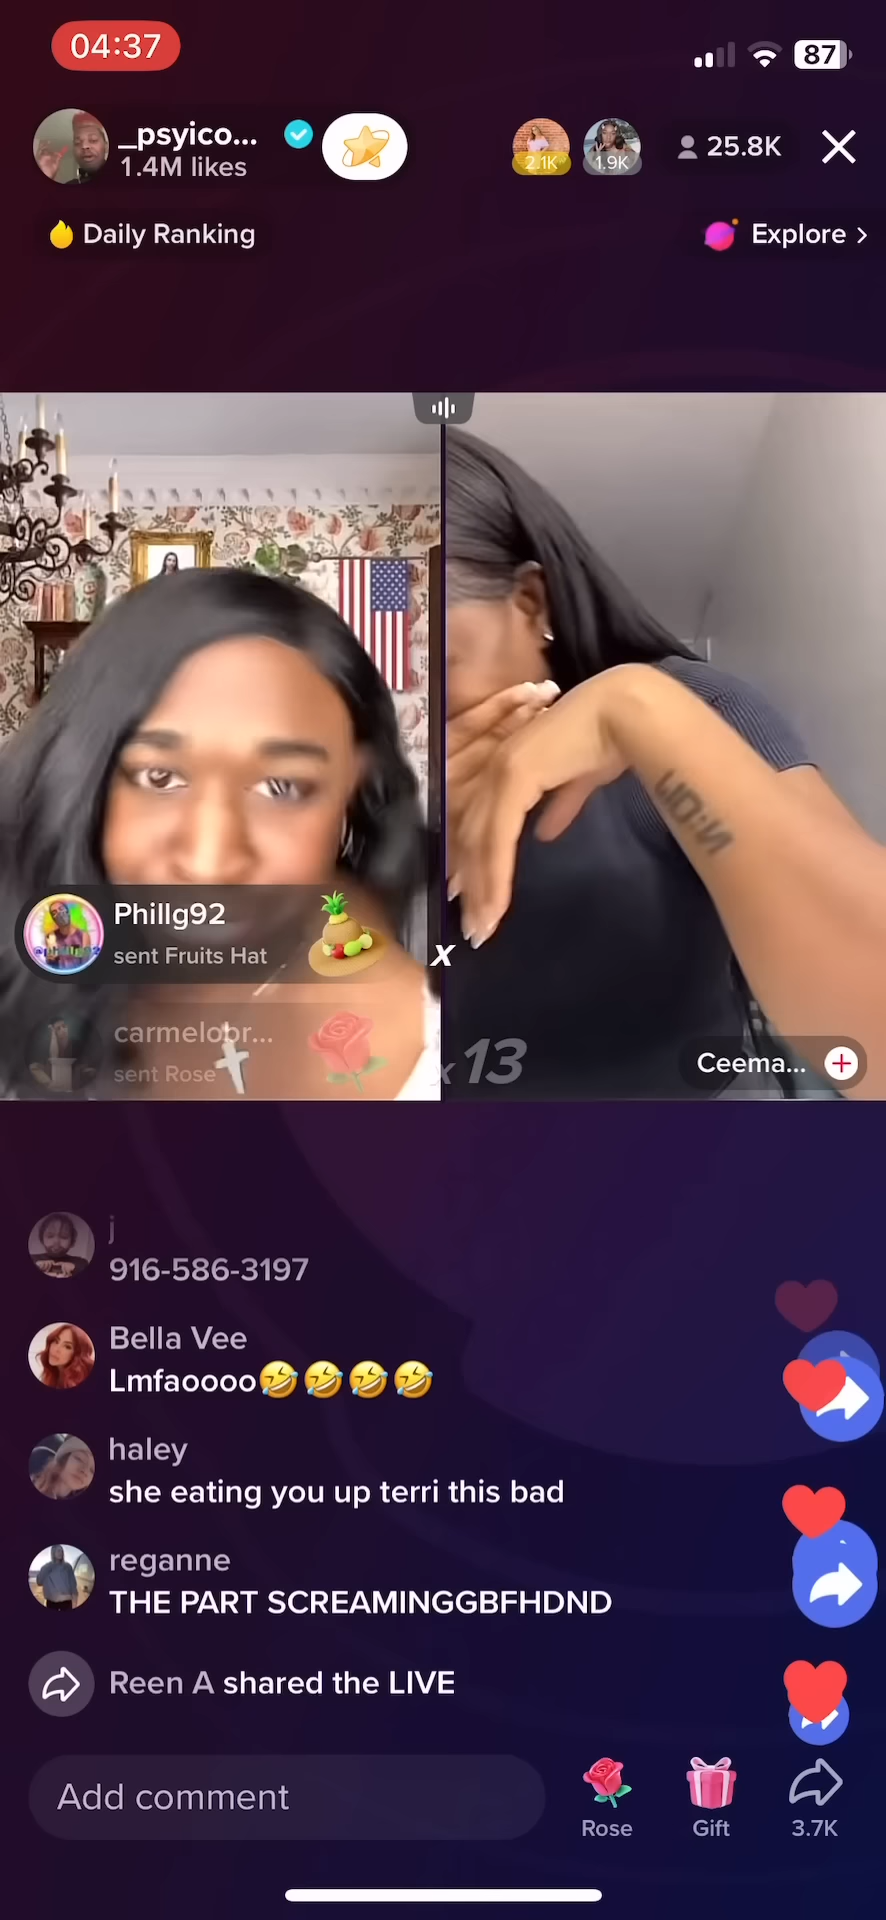 04:37
87
_psyico...
1.4M likes
2.1K
1.9K
25.8K
Daily Ranking
Explore >
Phillg92
sent Fruits Hat
x
carmelobr...
sent Rose
x13
Ceema...
j
916-586-3197
Bella Vee
Lmfaoooo🤣🤣🤣🤣
haley
she eating you up terri this bad
reganne
THE PART SCREAMINGGBFHDND
Reen A shared the LIVE
Add comment
Rose
Gift
3.7K